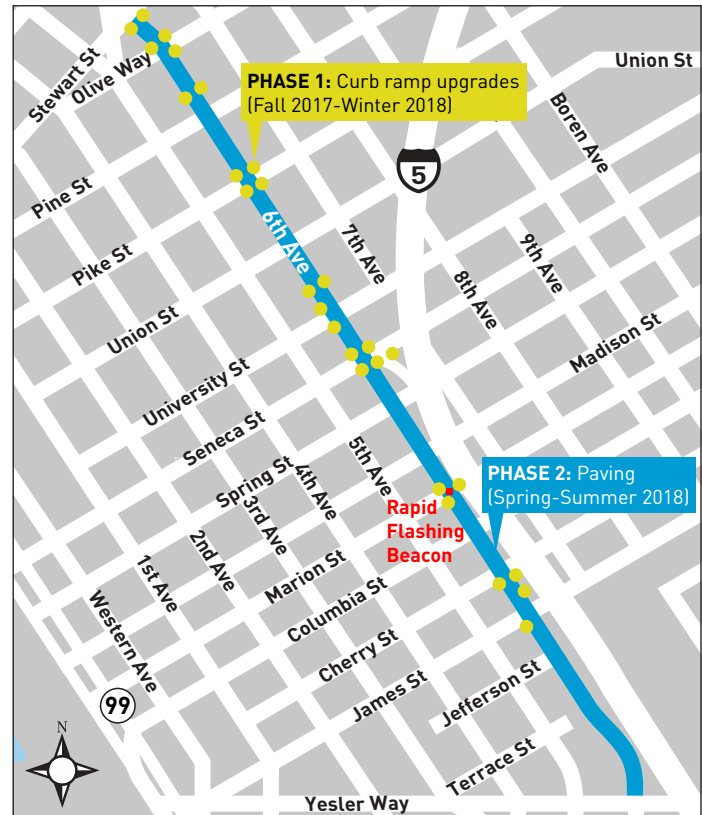 Stewart St
Olive Way
PHASE 1: Curb ramp upgrades
(Fall 2017-Winter 2018)
Union St
Boren Ave
5
Pine St
Pike St
6th Ave
7th Ave
8th Ave
9th Ave
Union St
University St
Madison St
Seneca St
Spring St
5th Ave
4th Ave
3rd Ave
2nd Ave
1st Ave
Western Ave
PHASE 2: Paving
(Spring-Summer 2018)
Rapid
Flashing
Beacon
Marion St
Columbia St
Cherry St
James St
Jefferson St
Terrace St
99
N
Yesler Way